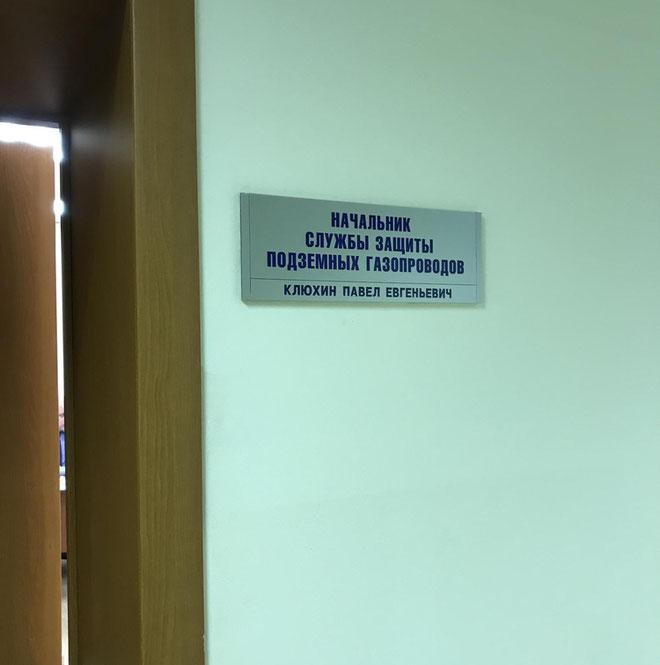 НАЧАЛЬНИК
СЛУЖБЫ ЗАЩИТЫ
ПОДЗЕМНЫХ ГАЗОПРОВОДОВ
КЛЮХИН ПАВЕЛ ЕВГЕНЬЕВИЧ